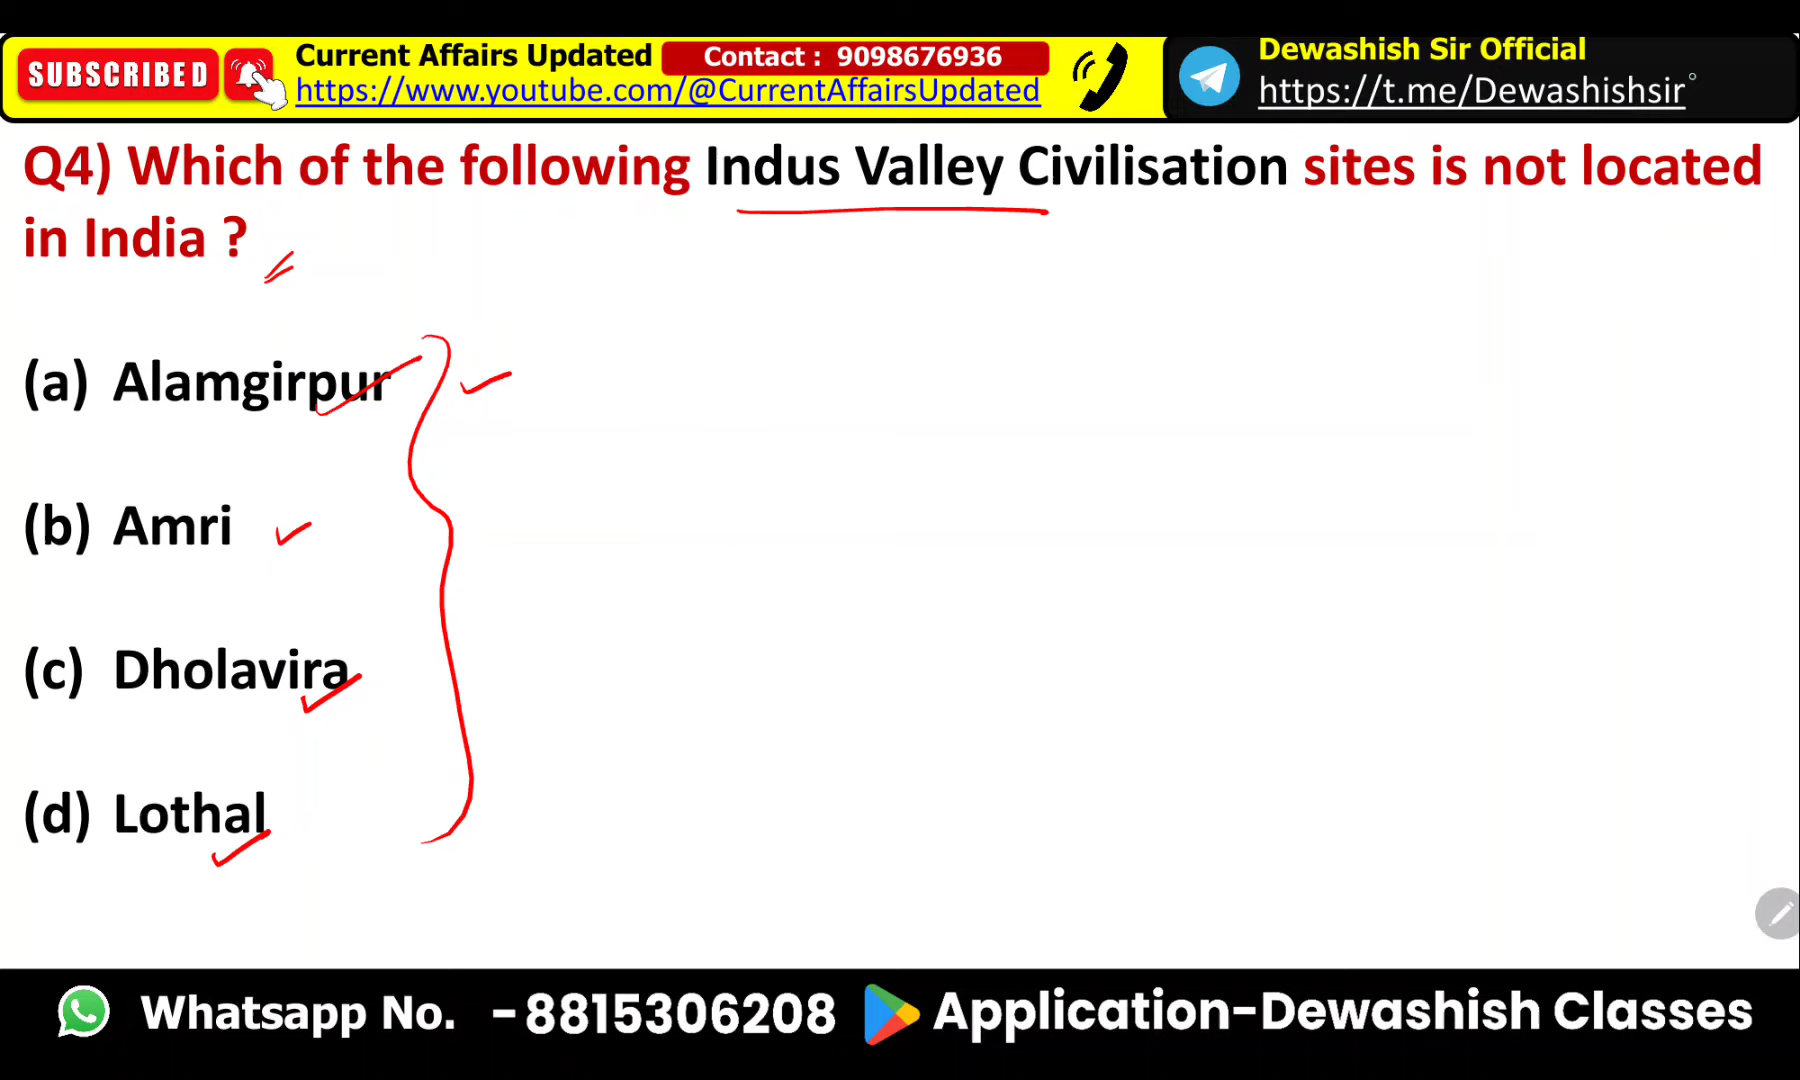 SUBSCRIBED
Current Affairs Updated
Contact : 9098676936
https://www.youtube.com/@CurrentAffairsUpdated
Dewashish Sir Official
https://t.me/Dewashishsir
Q4) Which of the following Indus Valley Civilisation sites is not located
in India ?
(a) Alamgirpur
(b) Amri
(c) Dholavira
(d) Lothal
Whatsapp No. -8815306208
Application-Dewashish Classes